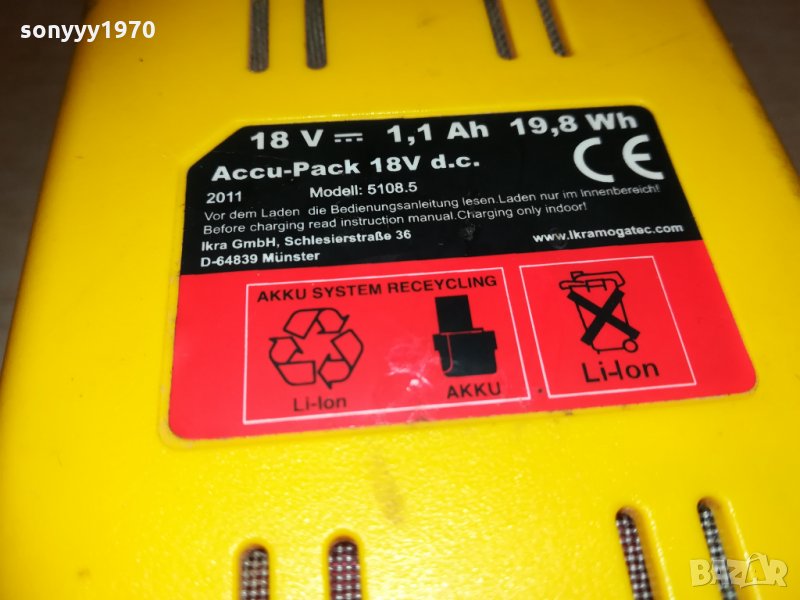 sonyyy1970
18 V 1,1 Ah 19,8 Wh
Accu-Pack 18V d.c.
CE
2011 Modell: 5108.5
Vor dem Laden die Bedienungsanleitung lesen.Laden nur im Innenbereich!
Before charging read instruction manual.Charging only indoor!
Ikra GmbH, Schlesierstraße 36
www.Ikramogatec.com
D-64839 Münster
AKKU SYSTEM RECEYCLING
Li-Ion
AKKU
Li-Ion
BAZAR